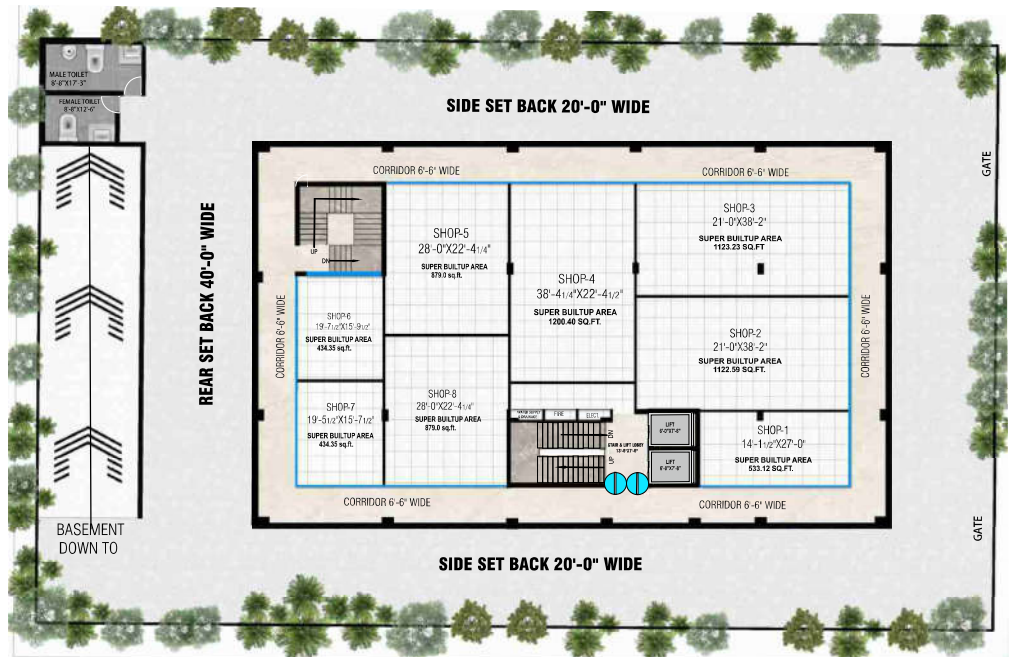 MALE TOILET
8'-8"X17'-3"
FEMALE TOILET
8'-8"X12'-6"
SIDE SET BACK 20'-0" WIDE
GATE
CORRIDOR 6'-6" WIDE
CORRIDOR 6'-6" WIDE
REAR SET BACK 40'-0" WIDE
UP
DN
SHOP-5
28'-0"X22'-4 1/4"
SUPER BUILTUP AREA
879.0 sq.ft.
SHOP-3
21'-0"X38'-2"
SUPER BUILTUP AREA
1123.23 SQ.FT
SHOP-4
38'-4 1/4"X22'-4 1/2"
SUPER BUILTUP AREA
1200.40 SQ.FT.
CORRIDOR 6'-6" WIDE
SHOP-6
19'-7 1/2"X15'-9 1/2"
SUPER BUILTUP AREA
434.35 sq.ft.
SHOP-2
21'-0"X38'-2"
SUPER BUILTUP AREA
1122.59 SQ.FT.
CORRIDOR 6'-6" WIDE
SHOP-7
19'-5 1/2"X15'-7 1/2"
SUPER BUILTUP AREA
434.35 sq.ft.
SHOP-8
28'-0"X22'-4 1/4"
SUPER BUILTUP AREA
879.0 sq.ft.
FIRE
ELECT.
DN
UP
STAIR & LIFT LOBBY
LIFT
6'-0"X7'-6"
LIFT
SHOP-1
14'-1 1/2"X27'-0"
SUPER BUILTUP AREA
533.12 SQ.FT.
CORRIDOR 6'-6" WIDE
CORRIDOR 6'-6" WIDE
BASEMENT
DOWN TO
GATE
SIDE SET BACK 20'-0" WIDE